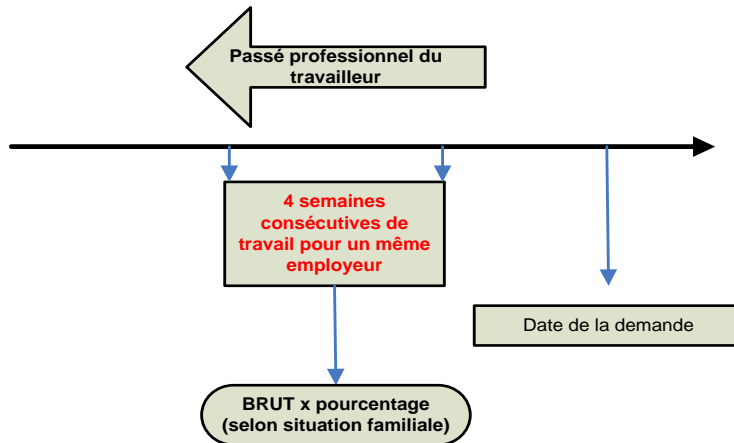 Passé professionnel du
travailleur
4 semaines
consécutives de
travail pour un même
employeur
Date de la demande
BRUT x pourcentage
(selon situation familiale)